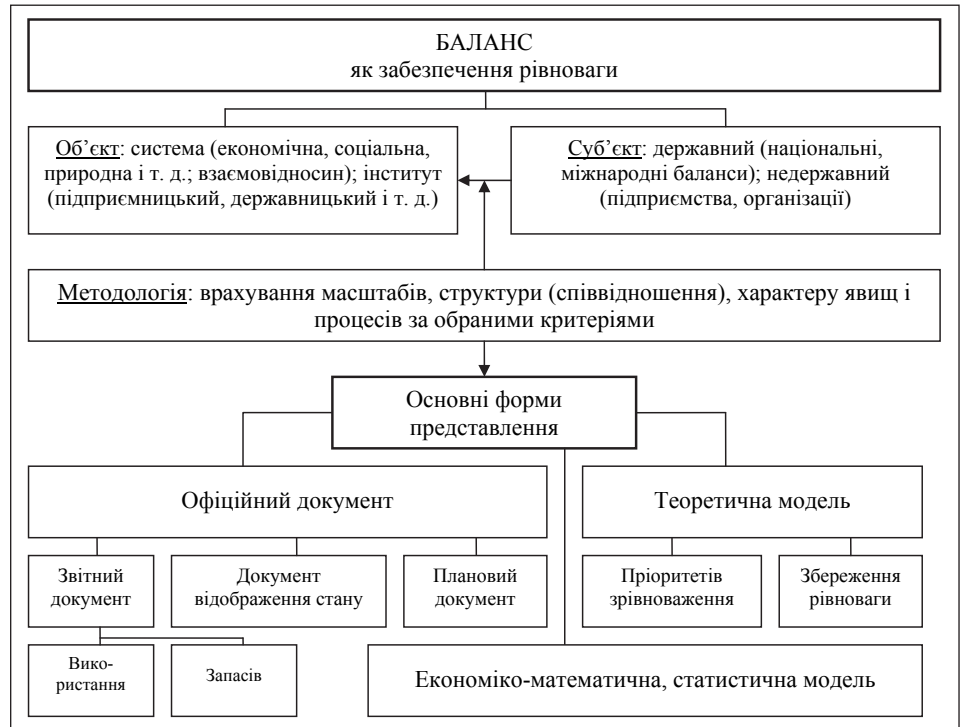 БАЛАНС
як забезпечення рівноваги
Об’єкт: система (економічна, соціальна,
природна і т. д.; взаємовідносин); інститут
(підприємницький, державницький і т. д.)
Суб’єкт: державний (національні,
міжнародні баланси); недержавний
(підприємства, організації)
Методологія: врахування масштабів, структури (співвідношення), характеру явищ і
процесів за обраними критеріями
Основні форми
представлення
Офіційний документ
Теоретична модель
Звітний
документ
Документ
відображення стану
Плановий
документ
Пріоритетів
зрівноваження
Збереження
рівноваги
Вико-
ристання
Запасів
Економіко-математична, статистична модель